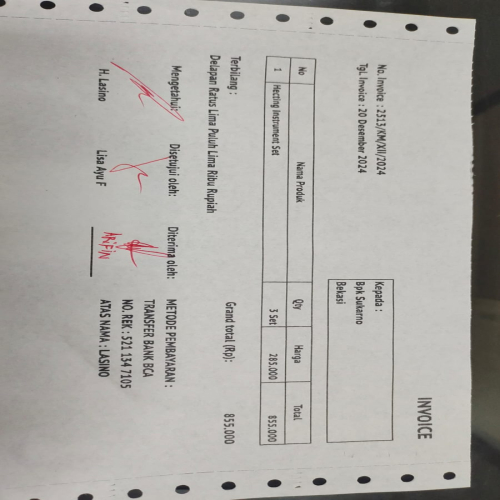 INVOICE
No. Invoice : 2313/KM/XII/2024
Tgl. Invoice : 20 Desember 2024
Kepada :
Bpk Sukarno
Bekasi
No Nama Produk Qty Harga Total
1 Hecting Instrument Set 3 Set 285.000 855.000
Grand total (Rp): 855.000
Terbilang :
Delapan Ratus Lima Puluh Lima Ribu Rupiah
Mengetahui: Disetujui oleh: Diterima oleh:
H. Lasino Lisa Ayu F ARIFIN
METODE PEMBAYARAN :
TRANSFER BANK BCA
NO. REK : 521 154 7105
ATAS NAMA : LASINO